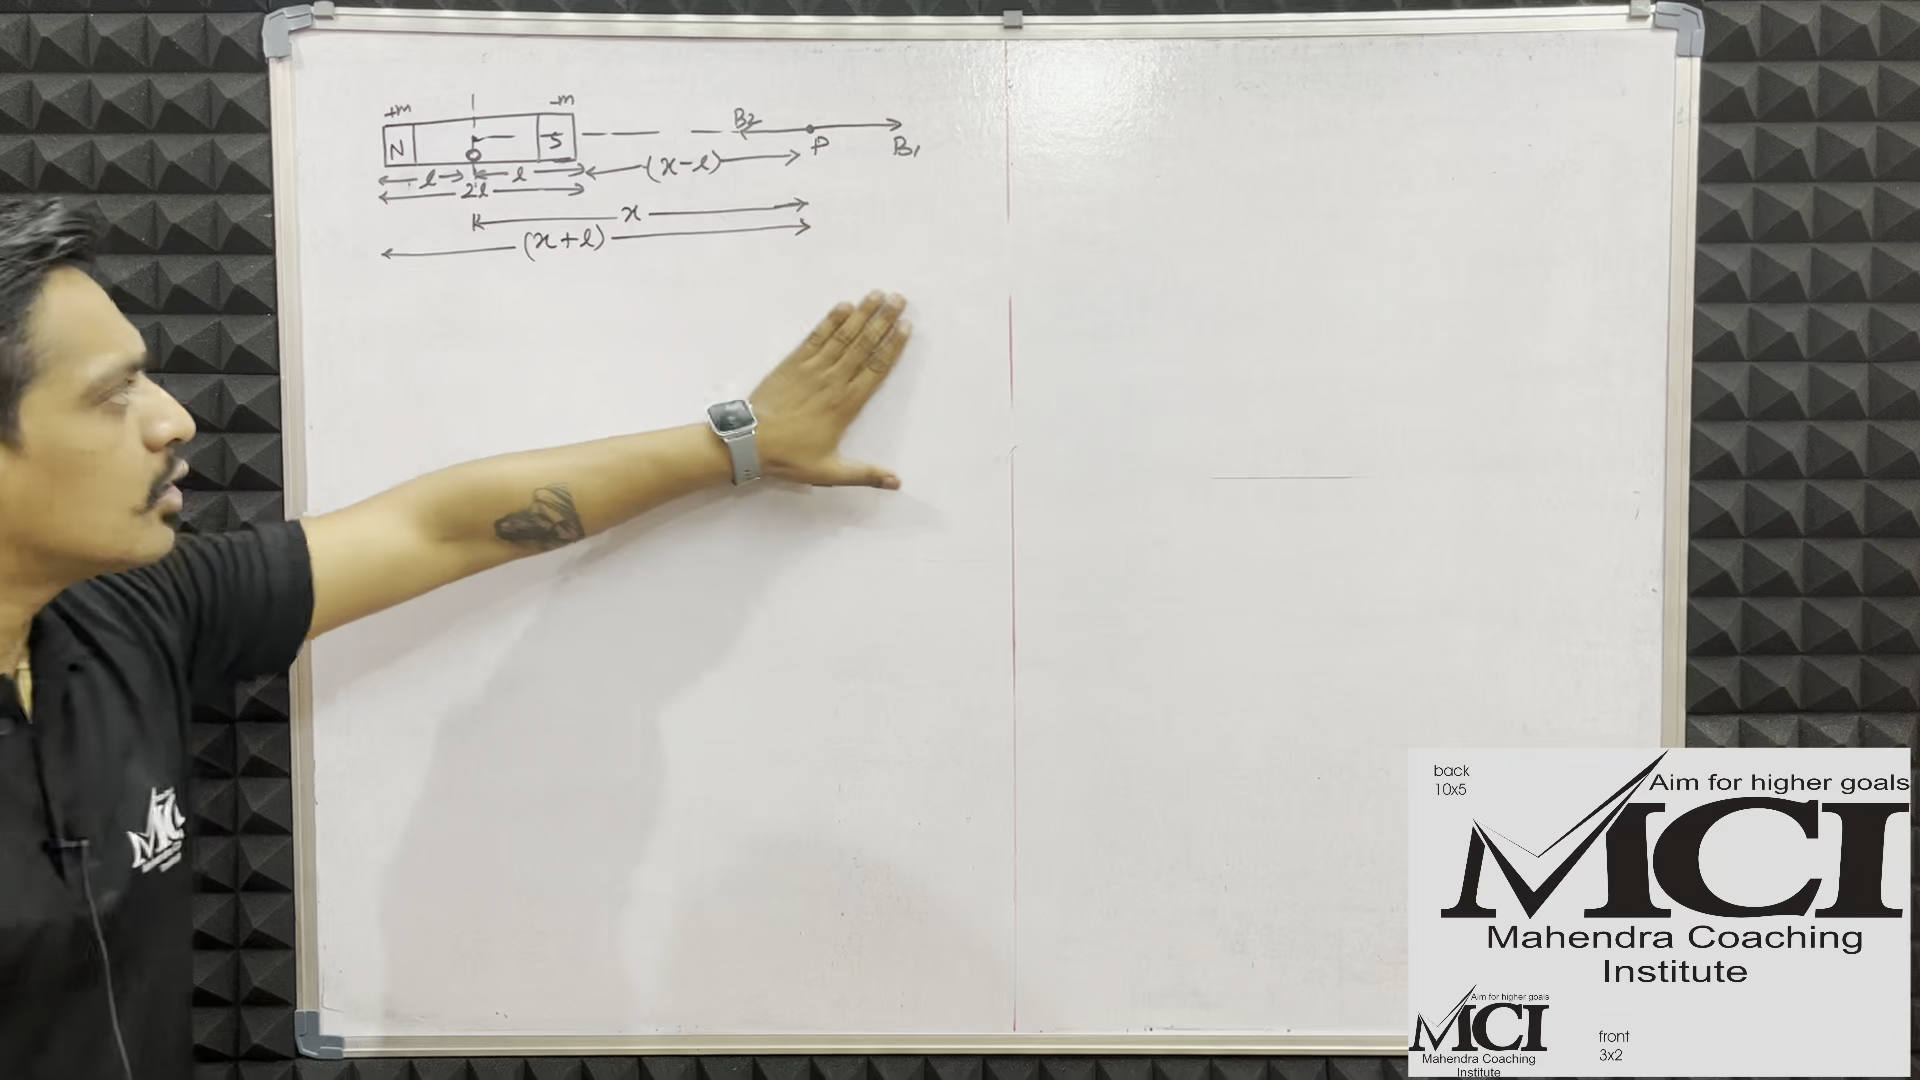 +m
-m
N
S
B2
P
B1
l
l
(x-l)
2l
x
(x+l)
MCI
back
10x5
Aim for higher goals
MCI
Mahendra Coaching
Institute
Aim for higher goals
MCI
Mahendra Coaching
Institute
front
3x2